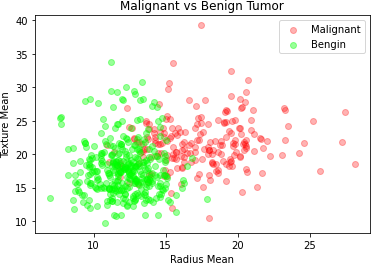 Malignant vs Benign Tumor
Malignant
Bengin
40
35
30
25
20
15
10
Texture Mean
10
15
20
25
Radius Mean